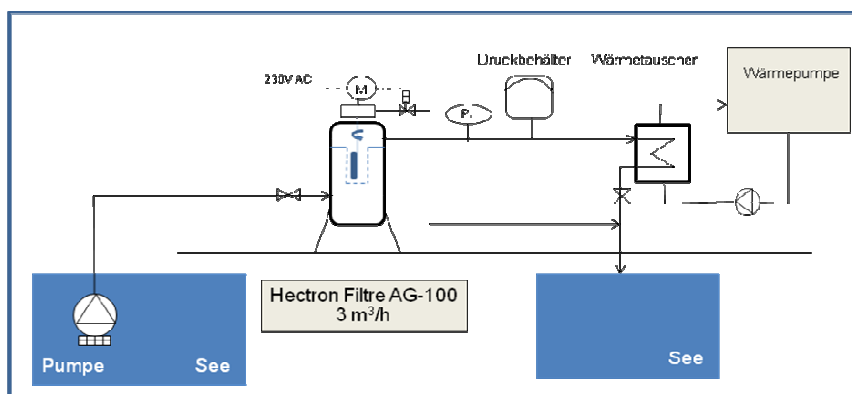 Druckbehälter Wärmetauscher
Wärmepumpe
230V AC
M
P.
Hectron Filtre AG-100
3 m³/h
Pumpe See
See